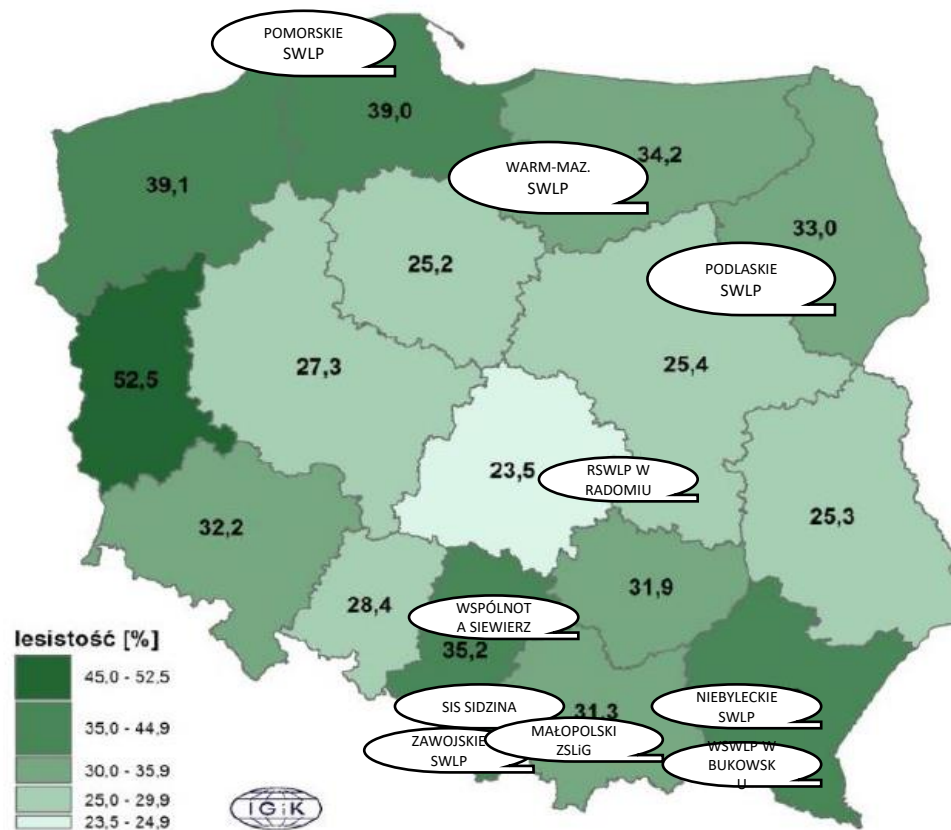 POMORSKIE
SWLP
39,0
39,1
WARM-MAZ.
SWLP
34,2
33,0
25,2
PODLASKIE
SWLP
52,5
27,3
25,4
23,5
RSWLP W
RADOMIU
32,2
25,3
28,4
WSPÓLNOT
A SIEWIERZ
35,2
31,9
SIS SIDZINA
31,3
NIEBYLECKIE
SWLP
ZAWOJSKIE
SWLP
MAŁOPOLSKI
ZSLiG
WSWLP W
BUKOWSK
U
lesistość [%]
45,0 - 52,5
35,0 - 44,9
30,0 - 35,9
25,0 - 29,9
23,5 - 24,9
IGiK